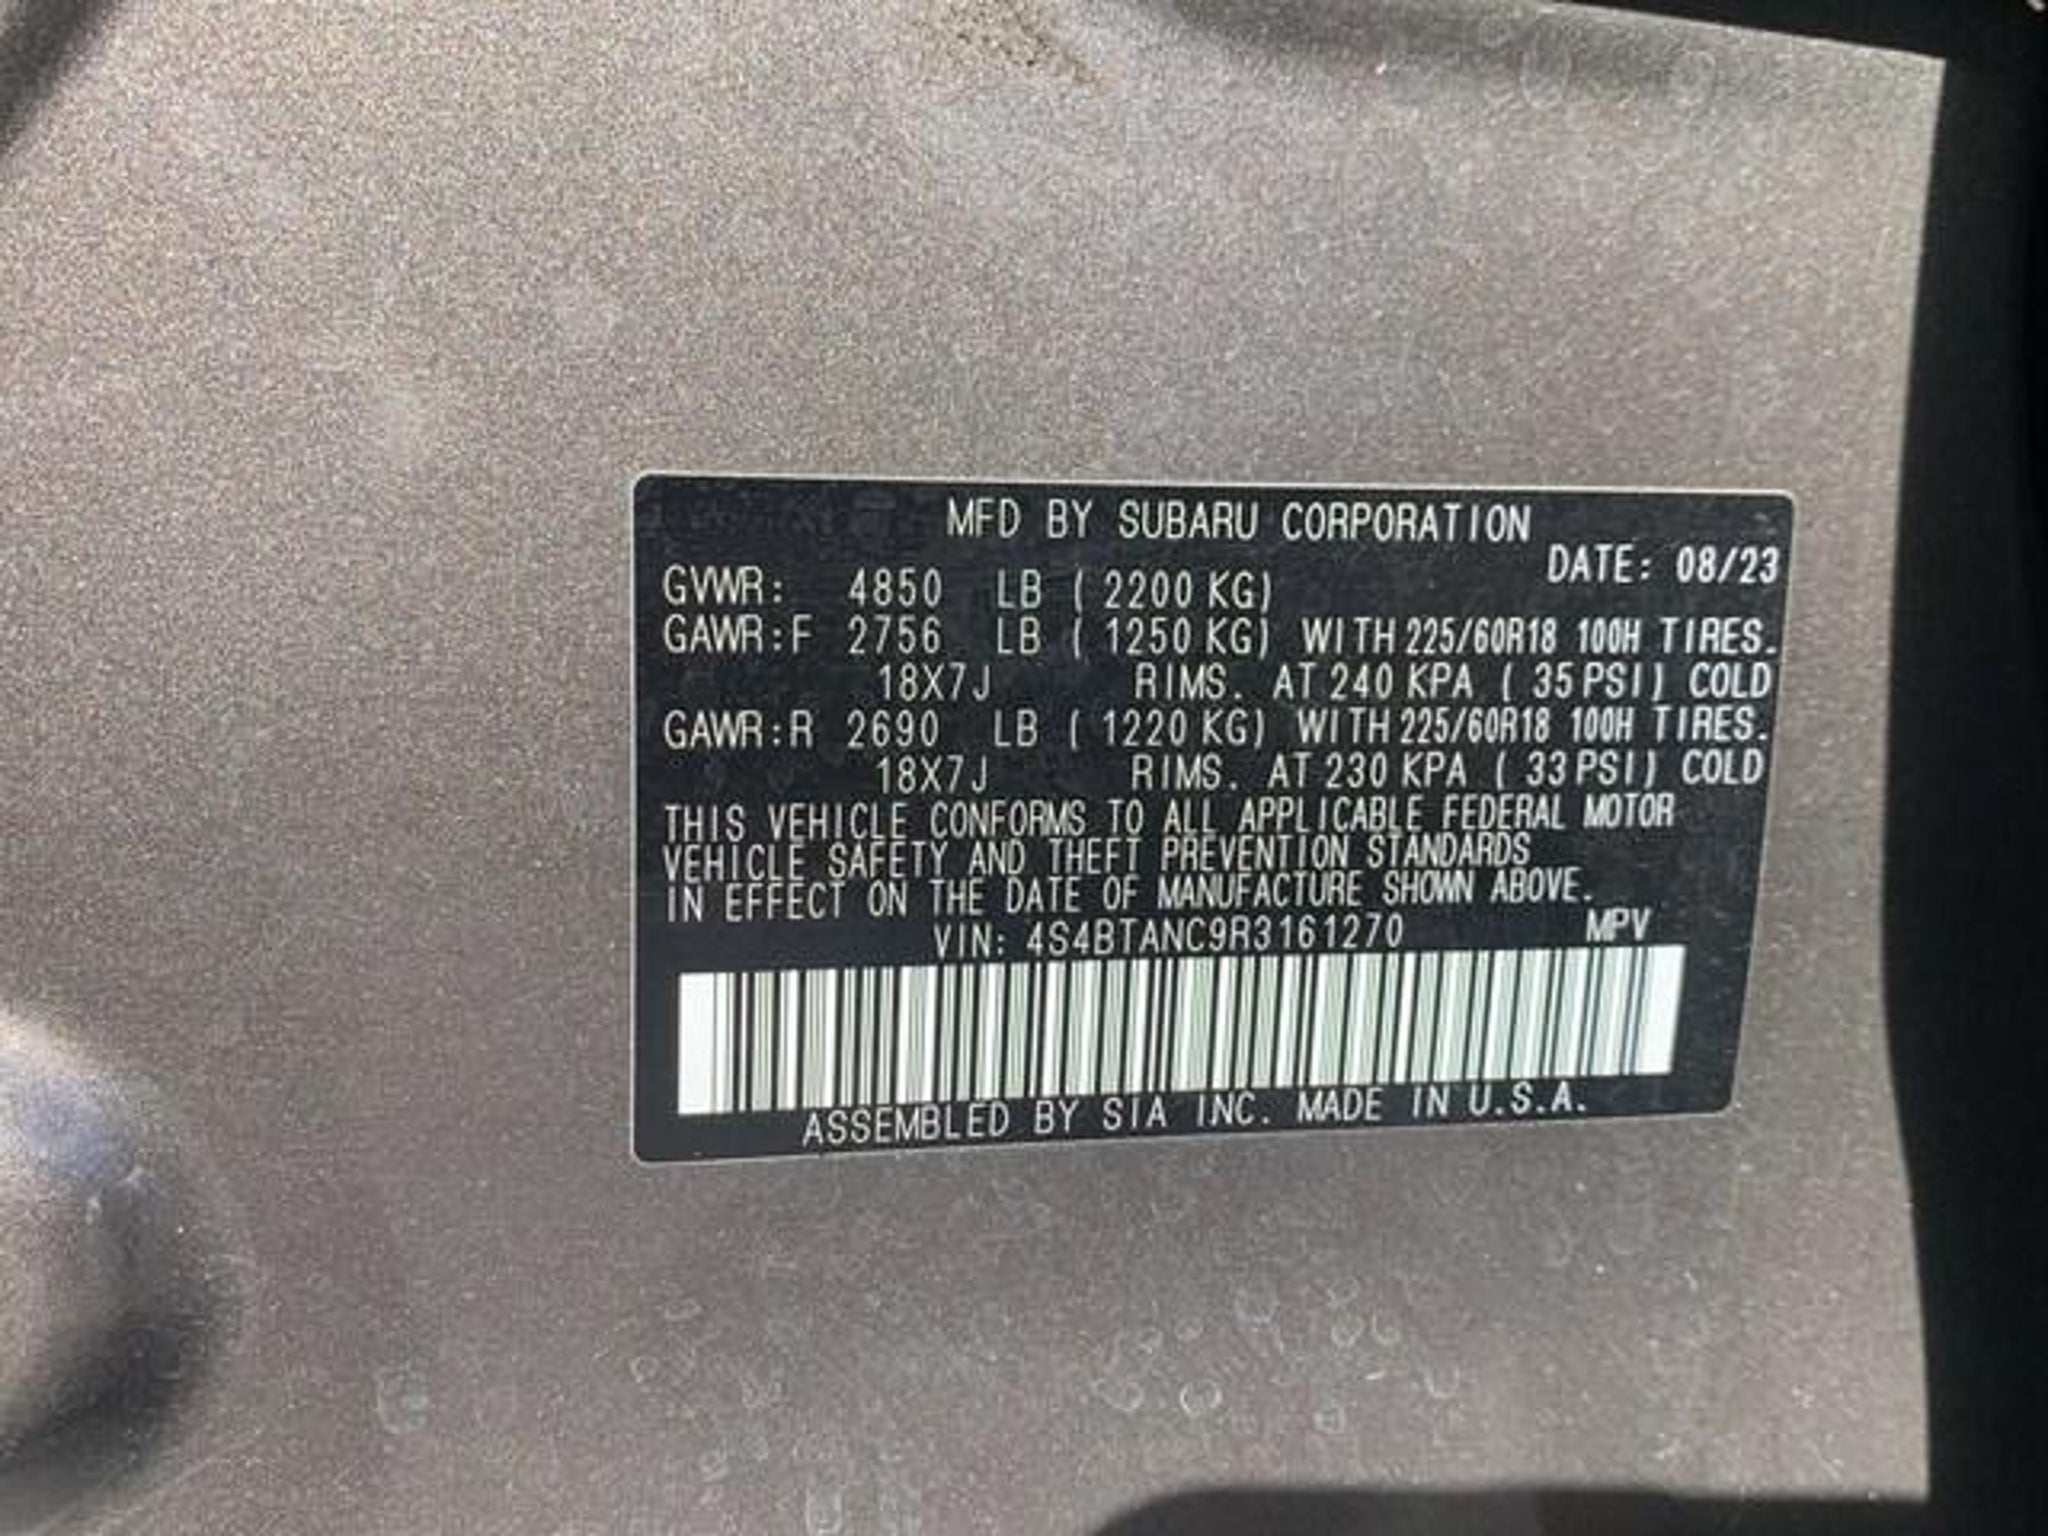 MFD BY SUBARU CORPORATION
DATE: 08/23
GVWR: 4850 LB ( 2200 KG)
GAWR:F 2756 LB ( 1250 KG) WITH 225/60R18 100H TIRES.
18X7J RIMS. AT 240 KPA ( 35 PSI) COLD
GAWR:R 2690 LB ( 1220 KG) WITH 225/60R18 100H TIRES.
18X7J RIMS. AT 230 KPA ( 33 PSI) COLD
THIS VEHICLE CONFORMS TO ALL APPLICABLE FEDERAL MOTOR
VEHICLE SAFETY AND THEFT PREVENTION STANDARDS
IN EFFECT ON THE DATE OF MANUFACTURE SHOWN ABOVE.
VIN: 4S4BTANC9R3161270 MPV
ASSEMBLED BY SIA INC. MADE IN U.S.A.